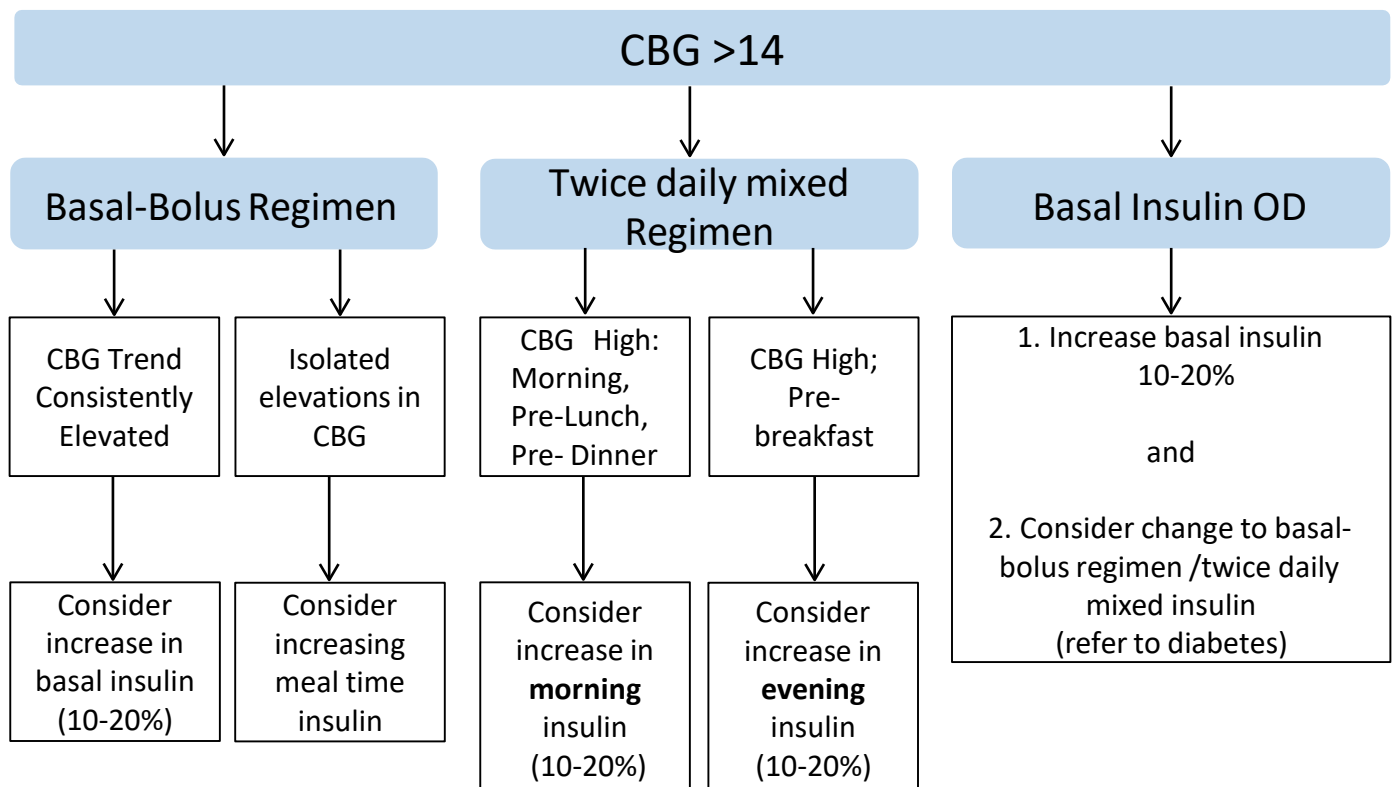 CBG >14
Basal-Bolus Regimen
Twice daily mixed
Regimen
Basal Insulin OD
CBG Trend
Consistently
Elevated
Isolated
elevations in
CBG
CBG High:
Morning,
Pre-Lunch,
Pre- Dinner
CBG High;
Pre-
breakfast
1. Increase basal insulin
10-20%
and
2. Consider change to basal-
bolus regimen /twice daily
mixed insulin
(refer to diabetes)
Consider
increase in
basal insulin
(10-20%)
Consider
increasing
meal time
insulin
Consider
increase in
morning
insulin
(10-20%)
Consider
increase in
evening
insulin
(10-20%)